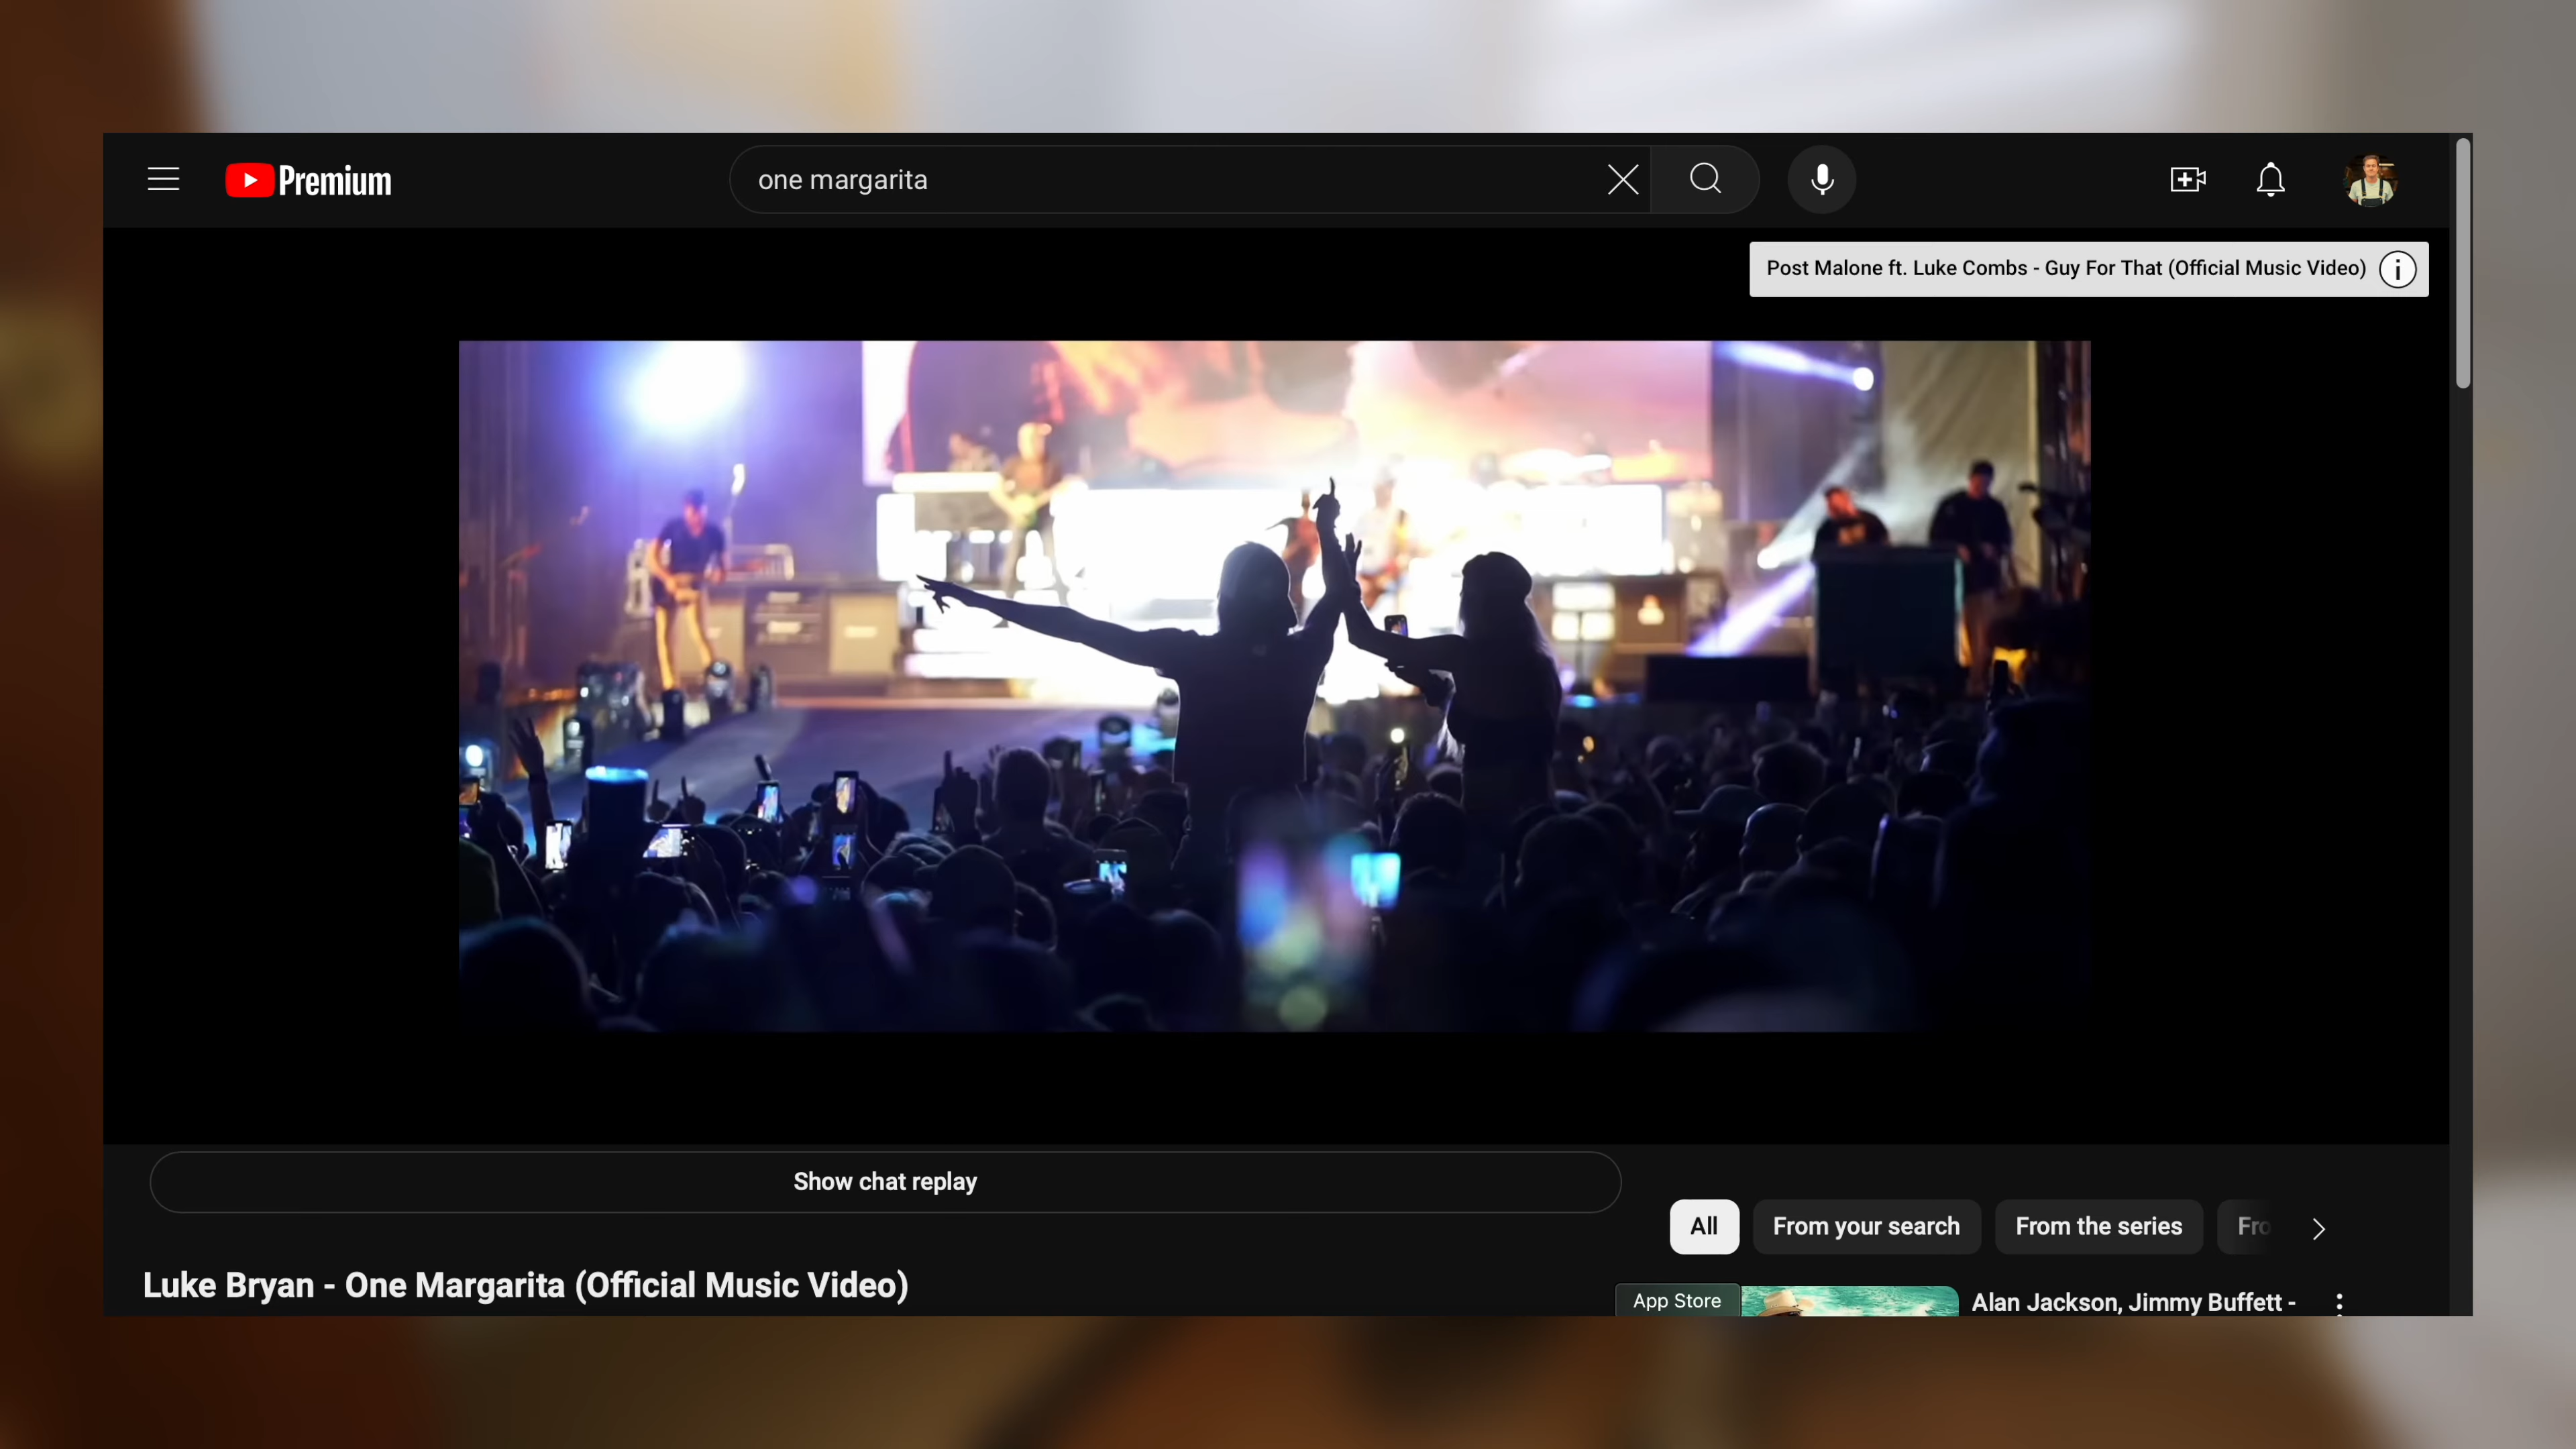 Premium
one margarita
Post Malone ft. Luke Combs - Guy For That (Official Music Video)
Show chat replay
All
From your search
From the series
Fro
Luke Bryan - One Margarita (Official Music Video)
App Store
Alan Jackson, Jimmy Buffett -